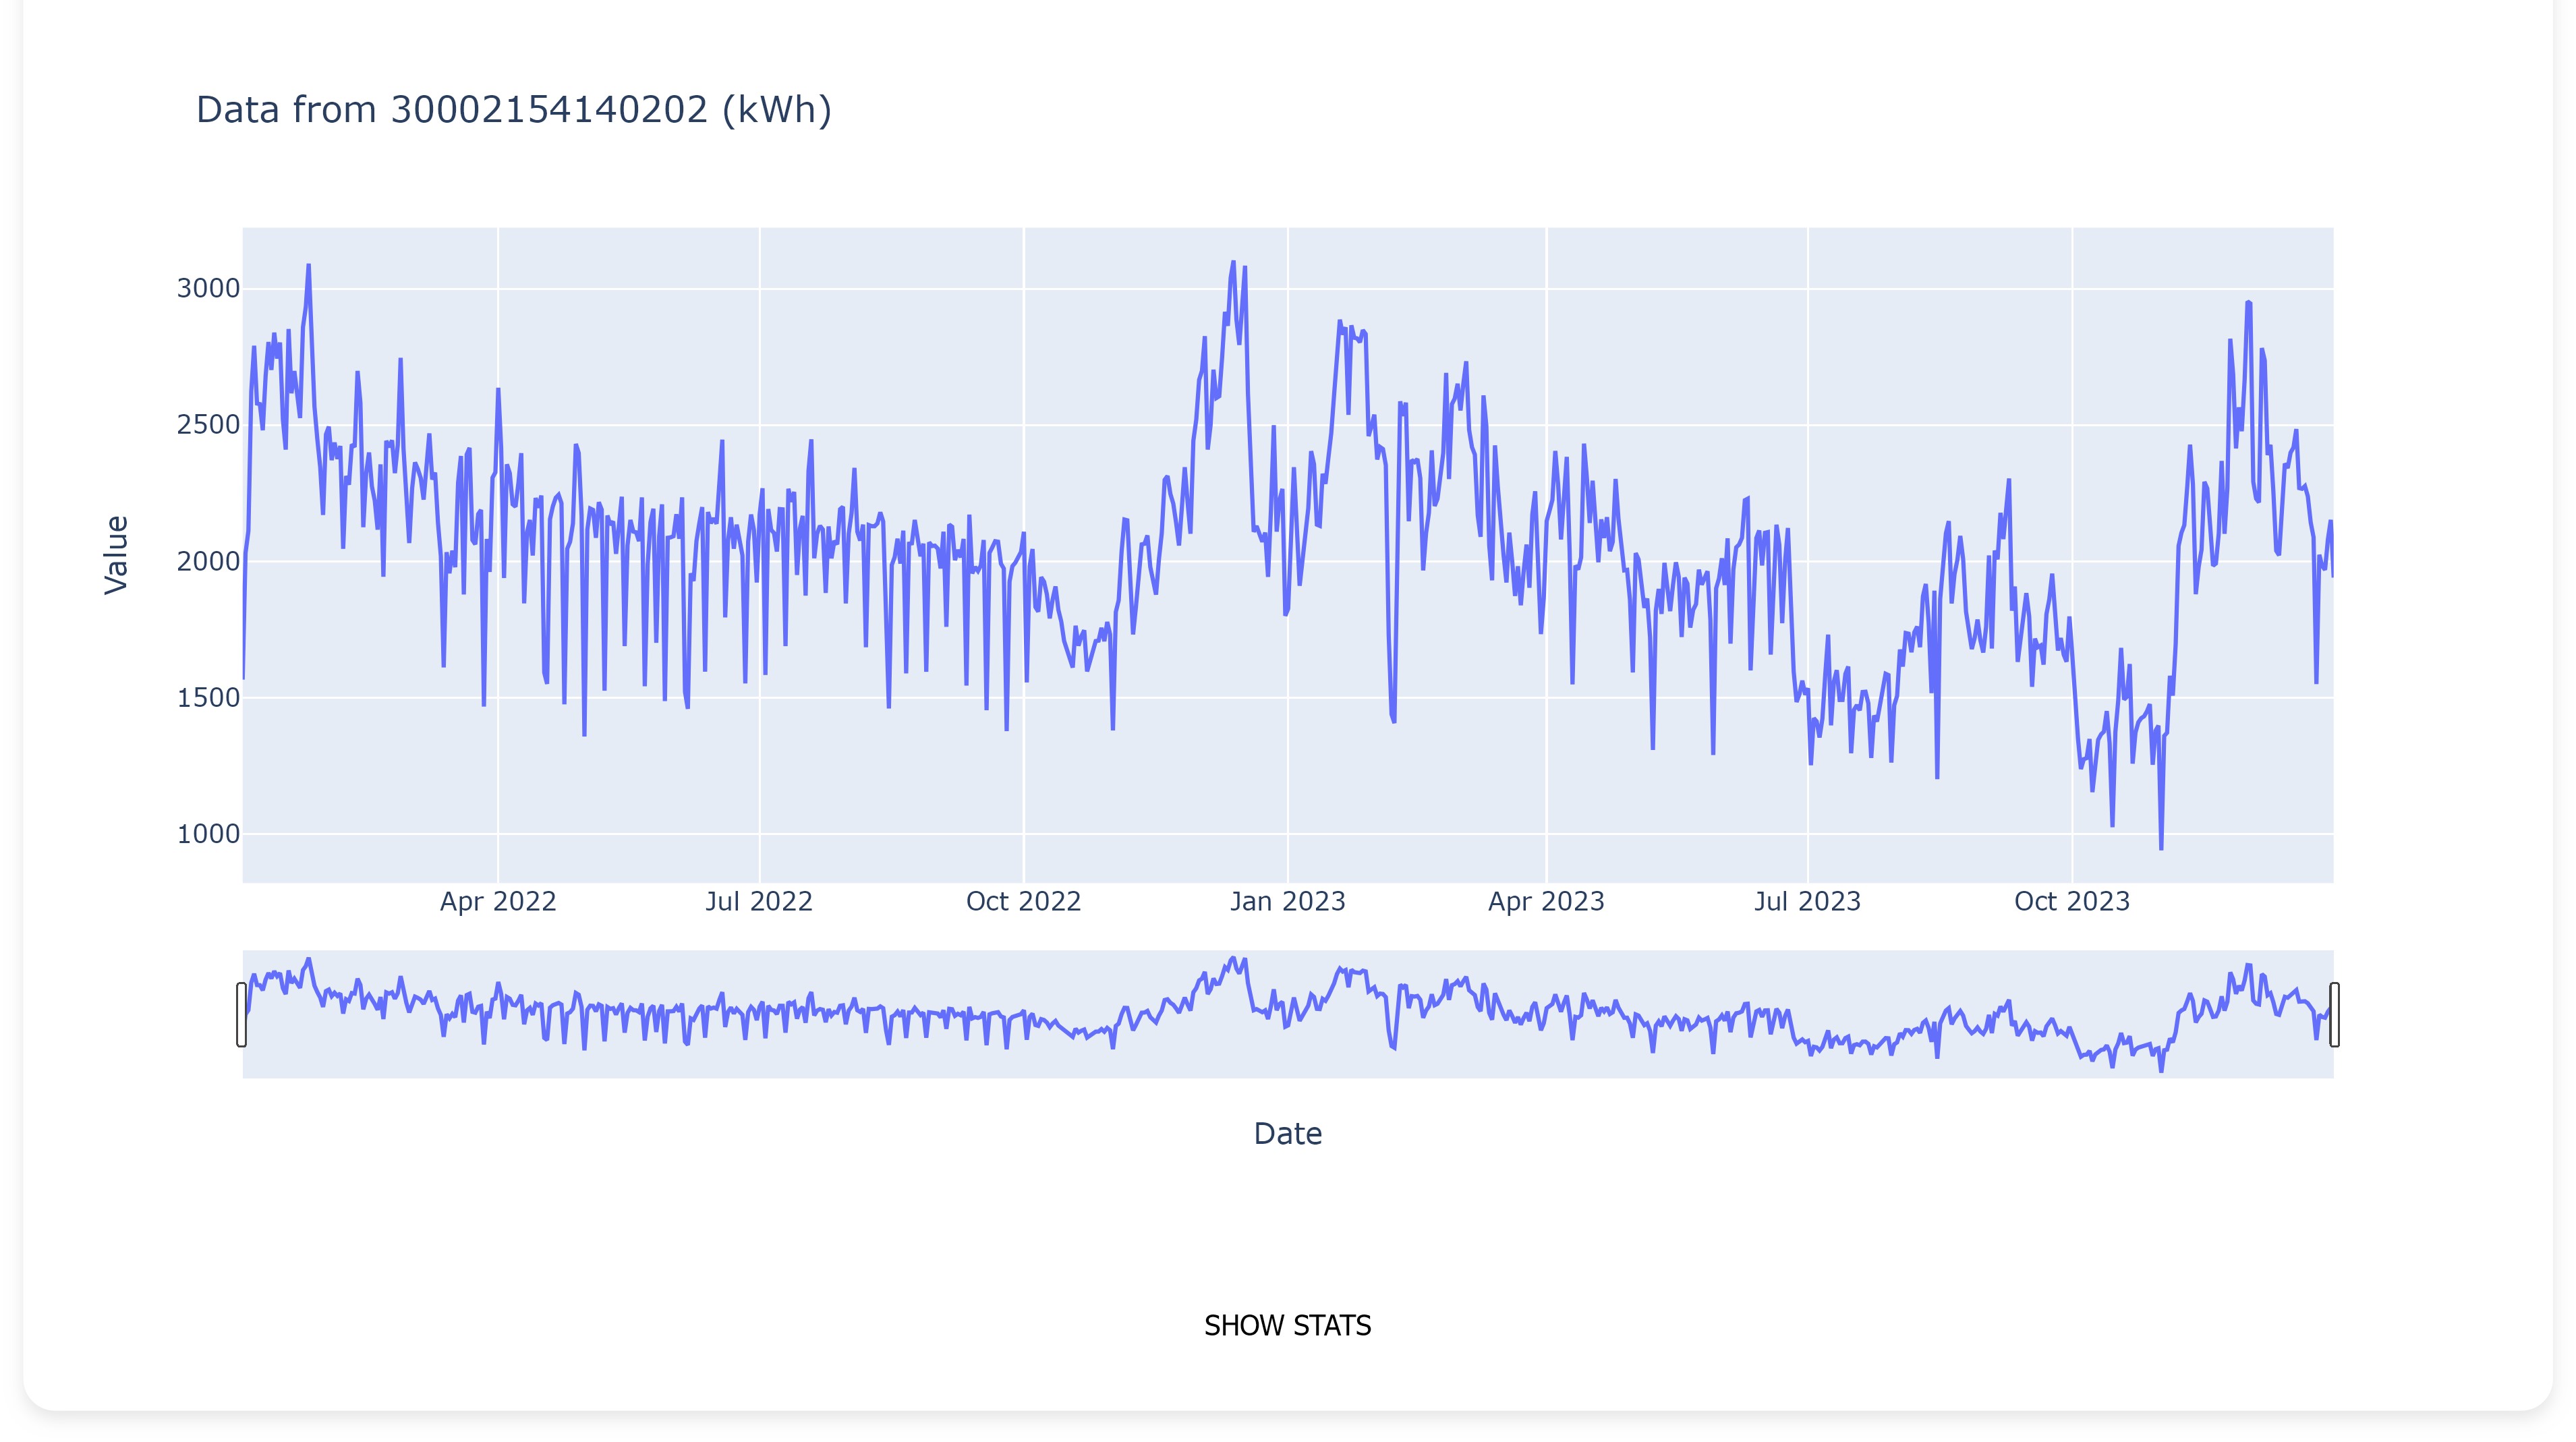 Data from 30002154140202 (kWh)
3000
2500
2000
1500
1000
Value
Apr 2022
Jul 2022
Oct 2022
Jan 2023
Apr 2023
Jul 2023
Oct 2023
Date
SHOW STATS